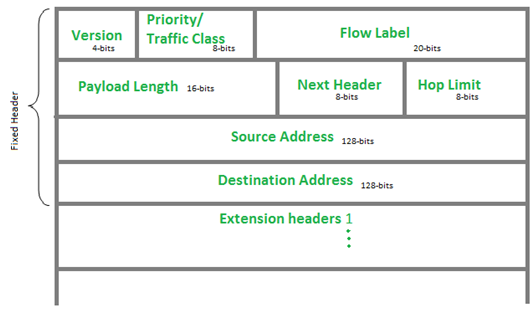 Fixed Header
Version
4-bits
Priority/
Traffic Class
8-bits
Flow Label
20-bits
Payload Length 16-bits
Next Header
8-bits
Hop Limit
8-bits
Source Address 128-bits
Destination Address 128-bits
Extension headers 1